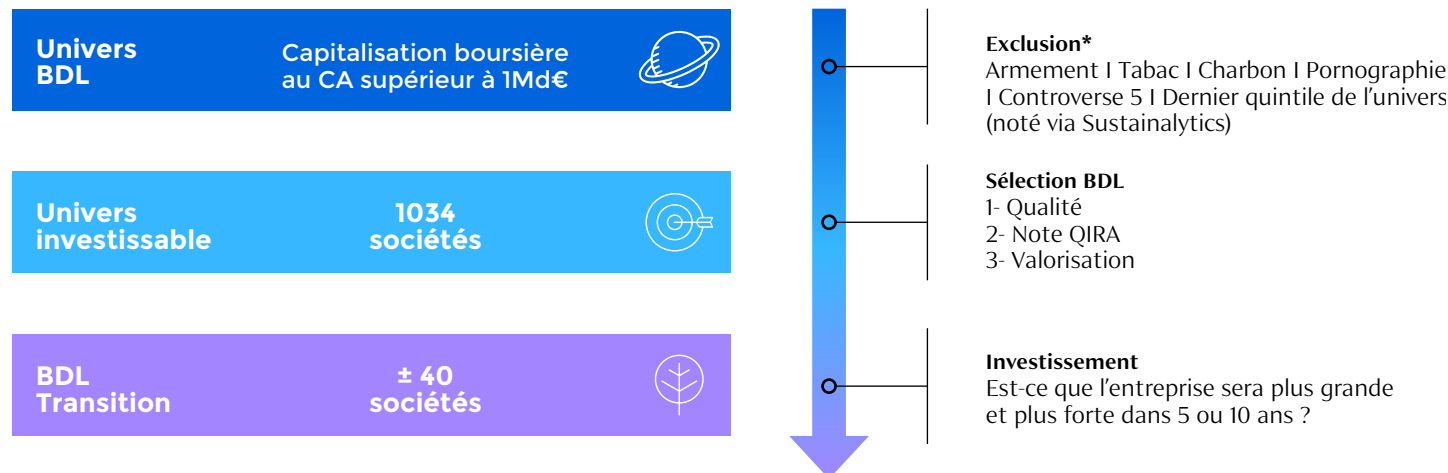 Univers
BDL
Capitalisation boursière
au CA supérieur à 1Md€
Exclusion*
Armement I Tabac I Charbon I Pornographie
I Controverse 5 I Dernier quintile de l'univers
(noté via Sustainalytics)
Univers
investissable
1034
sociétés
Sélection BDL
1- Qualité
2- Note QIRA
3- Valorisation
BDL
Transition
± 40
sociétés
Investissement
Est-ce que l'entreprise sera plus grande
et plus forte dans 5 ou 10 ans ?